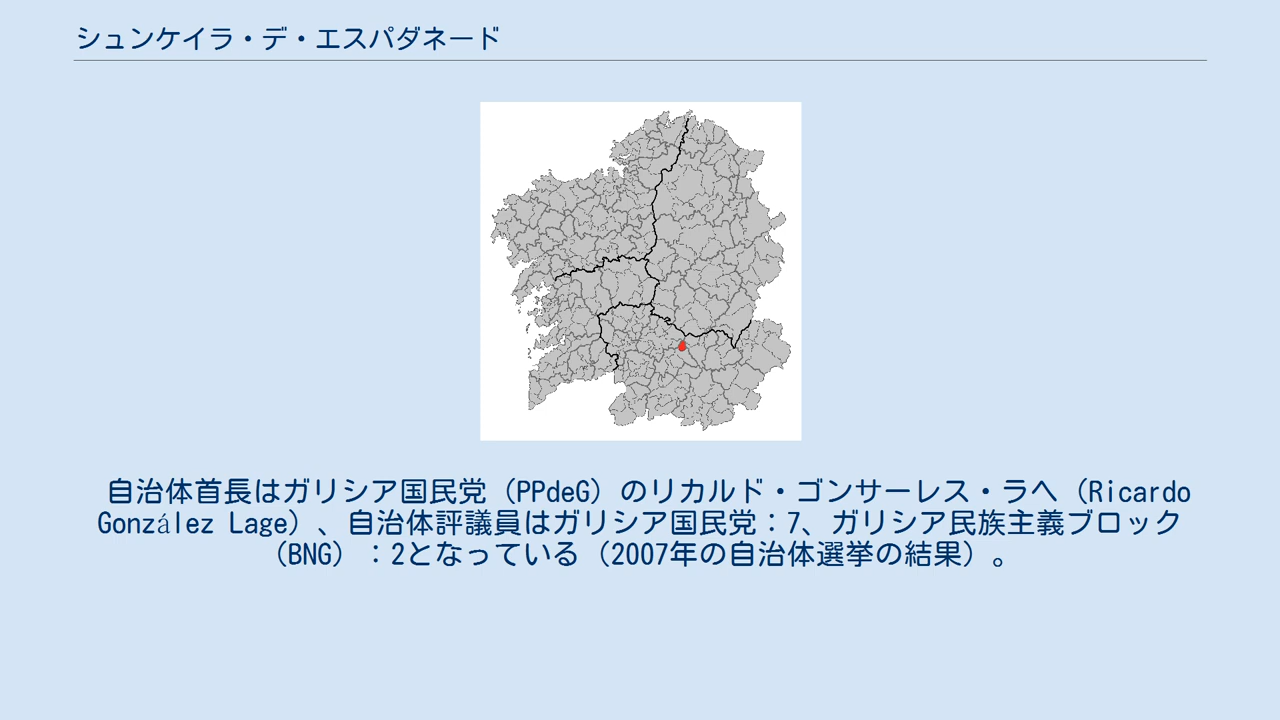 シュンケイラ・デ・エスパダネード
自治体首長はガリシア国民党（PPdeG）のリカルド・ゴンサーレス・ラヘ（Ricardo
González Lage）、自治体評議員はガリシア国民党：7、ガリシア民族主義ブロック
（BNG）：2となっている（2007年の自治体選挙の結果）。